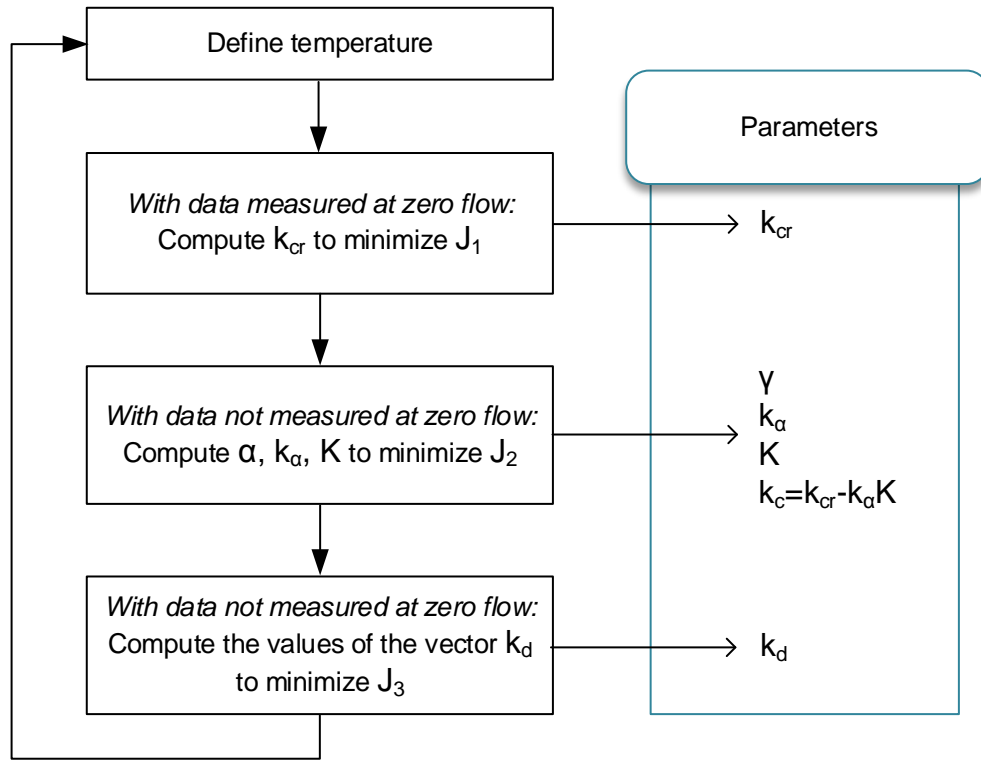 Define temperature
Parameters
With data measured at zero flow:
Compute k_cr to minimize J_1
k_cr
With data not measured at zero flow:
Compute α, k_α, K to minimize J_2
γ
k_α
K
k_c=k_cr-k_αK
With data not measured at zero flow:
Compute the values of the vector k_d
to minimize J_3
k_d